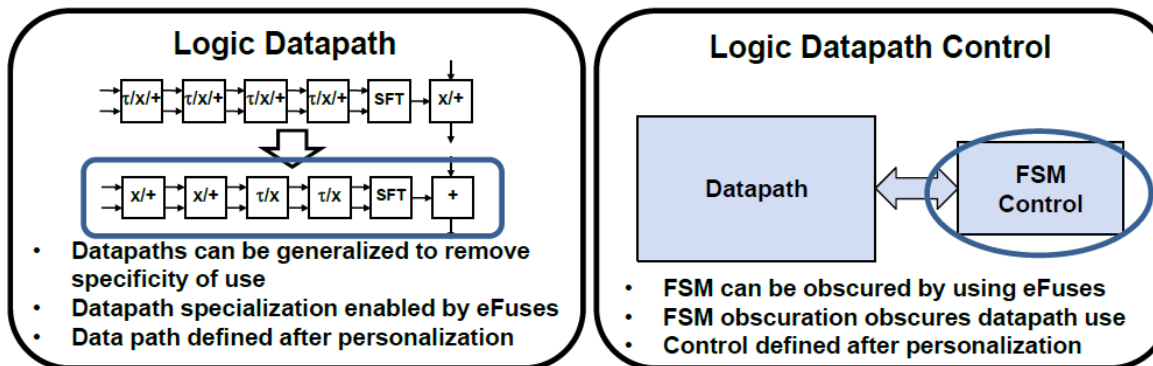 Logic Datapath
τ/x/+ τ/x/+ τ/x/+ τ/x/+ SFT x/+
x/+ x/+ τ/x τ/x SFT +
• Datapaths can be generalized to remove
specificity of use
• Datapath specialization enabled by eFuses
• Data path defined after personalization
Logic Datapath Control
Datapath
FSM
Control
• FSM can be obscured by using eFuses
• FSM obscuration obscures datapath use
• Control defined after personalization